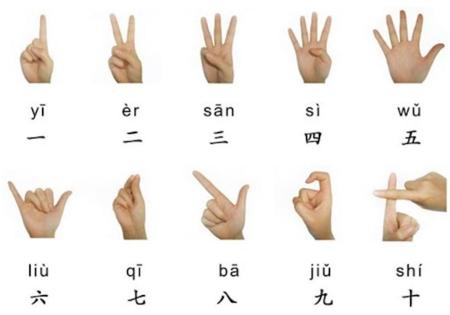 yī èr sān sì wǔ
一 二 三 四 五
liù qī bā jiǔ shí
六 七 八 九 十